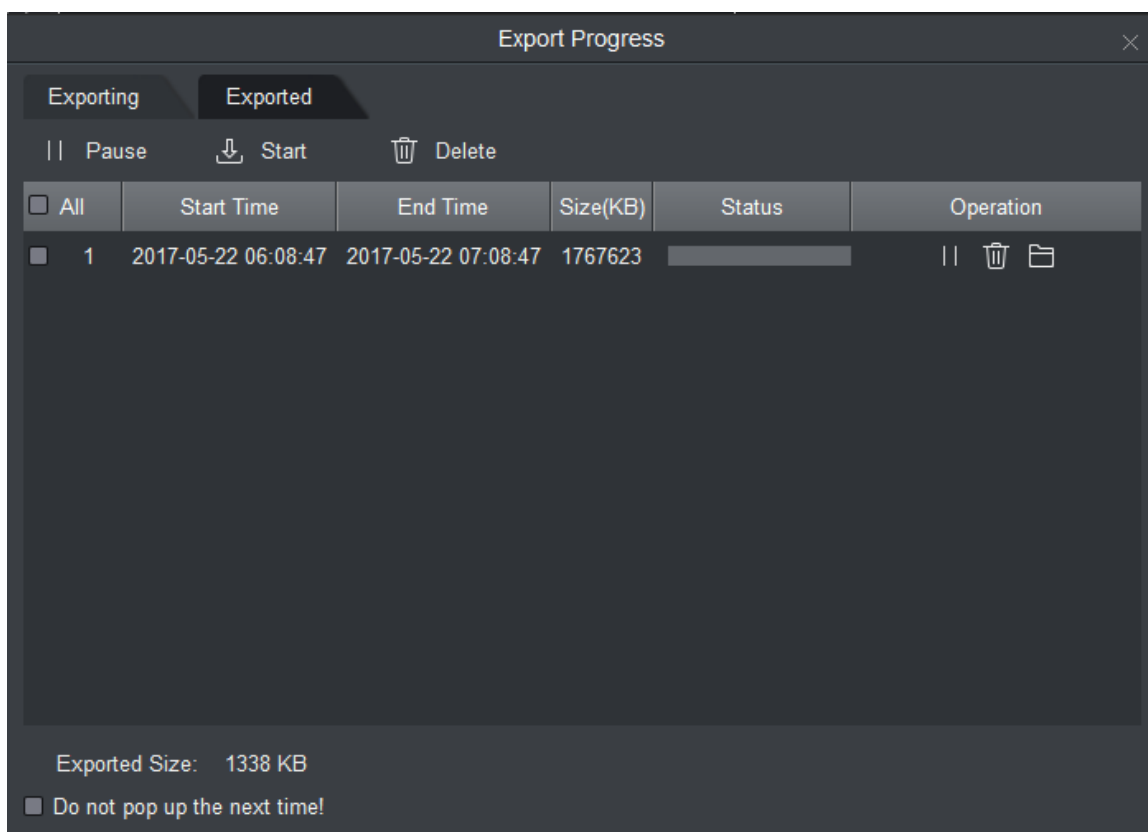 Export Progress
Exporting Exported
Pause Start Delete
All Start Time End Time Size(KB) Status Operation
1 2017-05-22 06:08:47 2017-05-22 07:08:47 1767623
Exported Size: 1338 KB
Do not pop up the next time!